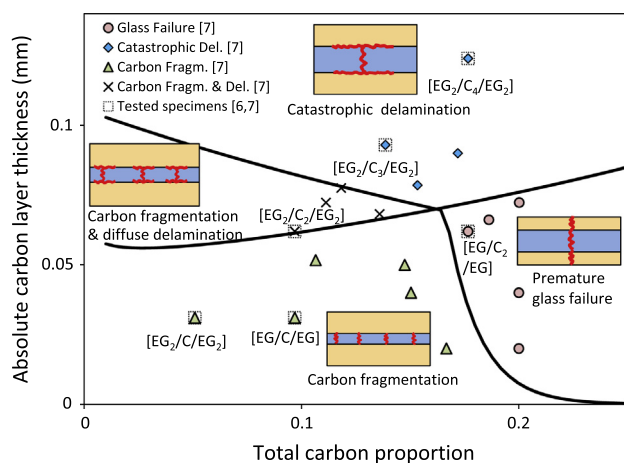 Glass Failure [7]
Catastrophic Del. [7]
Carbon Fragm. [7]
Carbon Fragm. & Del. [7]
Tested specimens [6,7]
[EG₂/C₄/EG₂]
Catastrophic delamination
[EG₂/C₃/EG₂]
Carbon fragmentation
& diffuse delamination
[EG₂/C₂/EG₂]
[EG/C₂
/EG]
Premature
glass failure
[EG₂/C/EG₂]
[EG/C/EG]
Carbon fragmentation
Absolute carbon layer thickness (mm)
0.1
0.05
0
0
0.1
0.2
Total carbon proportion